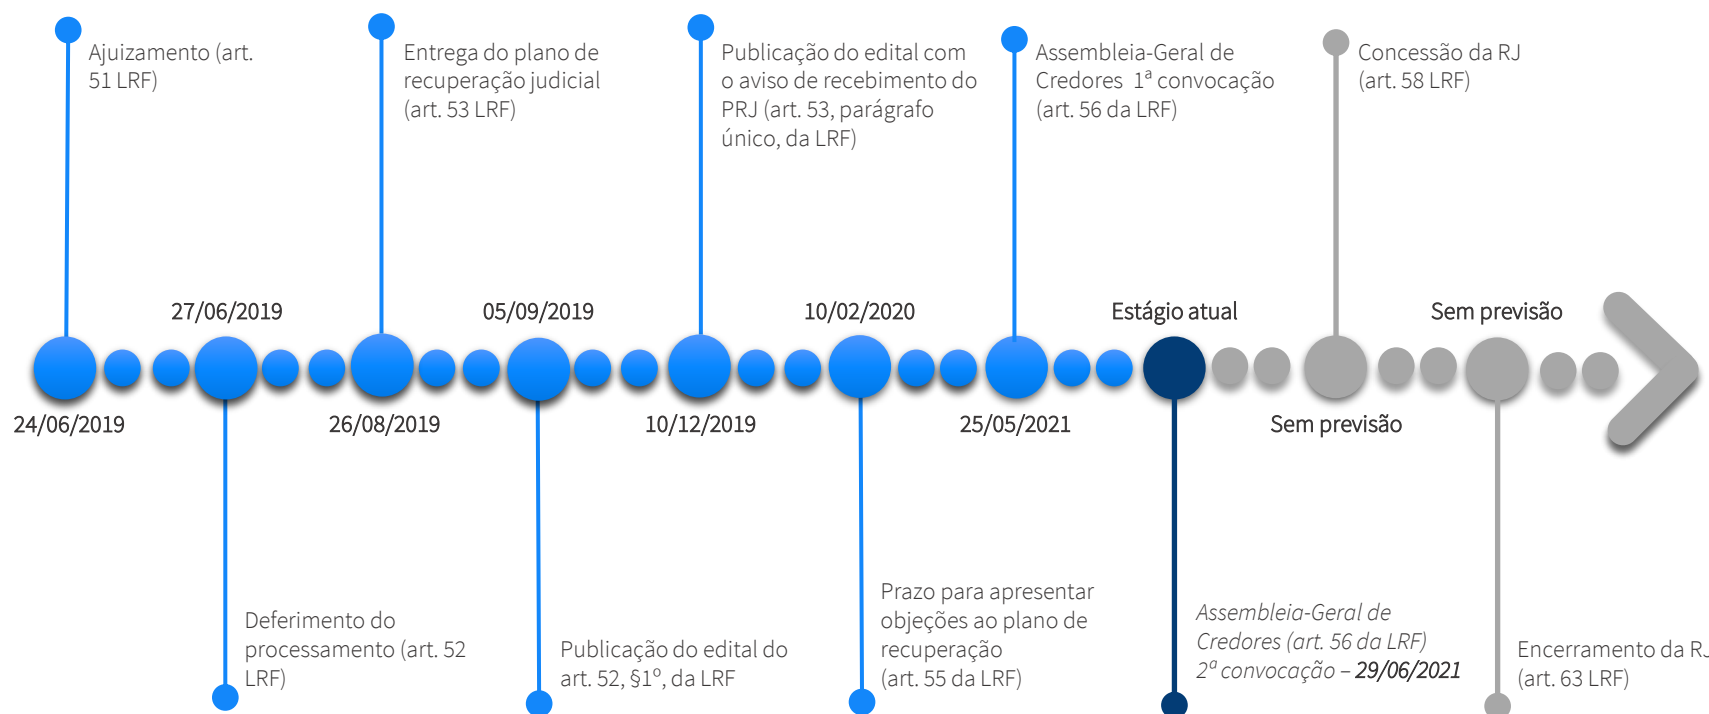 Ajuizamento (art.
51 LRF)
Entrega do plano de
recuperação judicial
(art. 53 LRF)
Publicação do edital com
o aviso de recebimento do
PRJ (art. 53, parágrafo
único, da LRF)
Assembleia-Geral de
Credores 1ª convocação
(art. 56 da LRF)
Concessão da RJ
(art. 58 LRF)
27/06/2019
05/09/2019
10/02/2020
Estágio atual
Sem previsão
24/06/2019
26/08/2019
10/12/2019
25/05/2021
Sem previsão
Deferimento do
processamento (art. 52
LRF)
Publicação do edital do
art. 52, §1º, da LRF
Prazo para apresentar
objeções ao plano de
recuperação
(art. 55 da LRF)
Assembleia-Geral de
Credores (art. 56 da LRF)
2ª convocação – 29/06/2021
Encerramento da RJ
(art. 63 LRF)